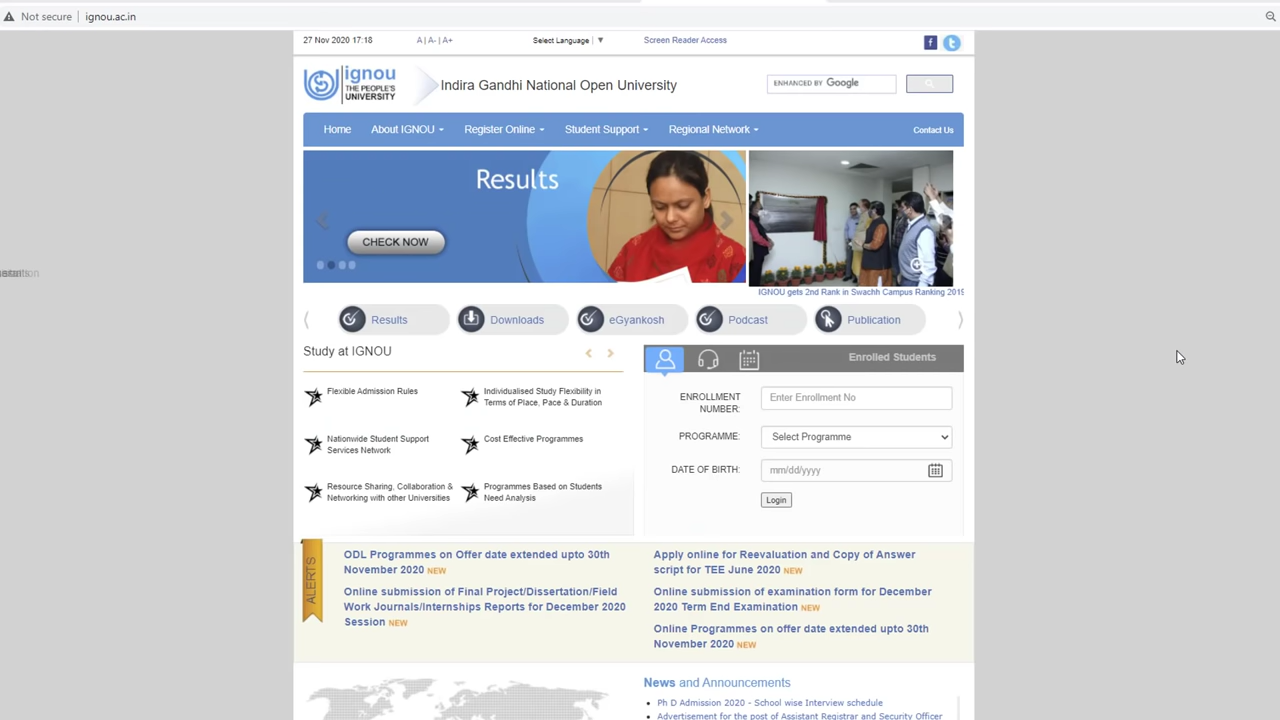 Not secure
ignou.ac.in
27 Nov 2020 17:18
A | A- | A+
Select Language ▼
Screen Reader Access
ignou
THE PEOPLE'S
UNIVERSITY
Indira Gandhi National Open University
ENHANCED BY Google
Home
About IGNOU
Register Online
Student Support
Regional Network
Contact Us
Results
CHECK NOW
IGNOU gets 2nd Rank in Swachh Campus Ranking 2019
Results
Downloads
eGyankosh
Podcast
Publication
Study at IGNOU
Flexible Admission Rules
Individualised Study Flexibility in
Terms of Place, Pace & Duration
Nationwide Student Support
Services Network
Cost Effective Programmes
Resource Sharing, Collaboration &
Networking with other Universities
Programmes Based on Students
Need Analysis
Enrolled Students
ENROLLMENT
NUMBER:
Enter Enrollment No
PROGRAMME:
Select Programme
DATE OF BIRTH:
mm/dd/yyyy
Login
ALERTS
ODL Programmes on Offer date extended upto 30th
November 2020 NEW
Online submission of Final Project/Dissertation/Field
Work Journals/Internships Reports for December 2020
Session NEW
Apply online for Reevaluation and Copy of Answer
script for TEE June 2020 NEW
Online submission of examination form for December
2020 Term End Examination NEW
Online Programmes on offer date extended upto 30th
November 2020 NEW
News and Announcements
Ph D Admission 2020 - School wise Interview schedule
Advertisement for the post of Assistant Registrar and Security Officer